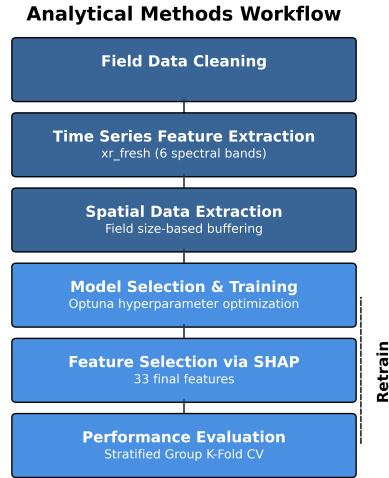 Analytical Methods Workflow
Field Data Cleaning
Time Series Feature Extraction
xr_fresh (6 spectral bands)
Spatial Data Extraction
Field size-based buffering
Model Selection & Training
Optuna hyperparameter optimization
Feature Selection via SHAP
33 final features
Performance Evaluation
Stratified Group K-Fold CV
Retrain